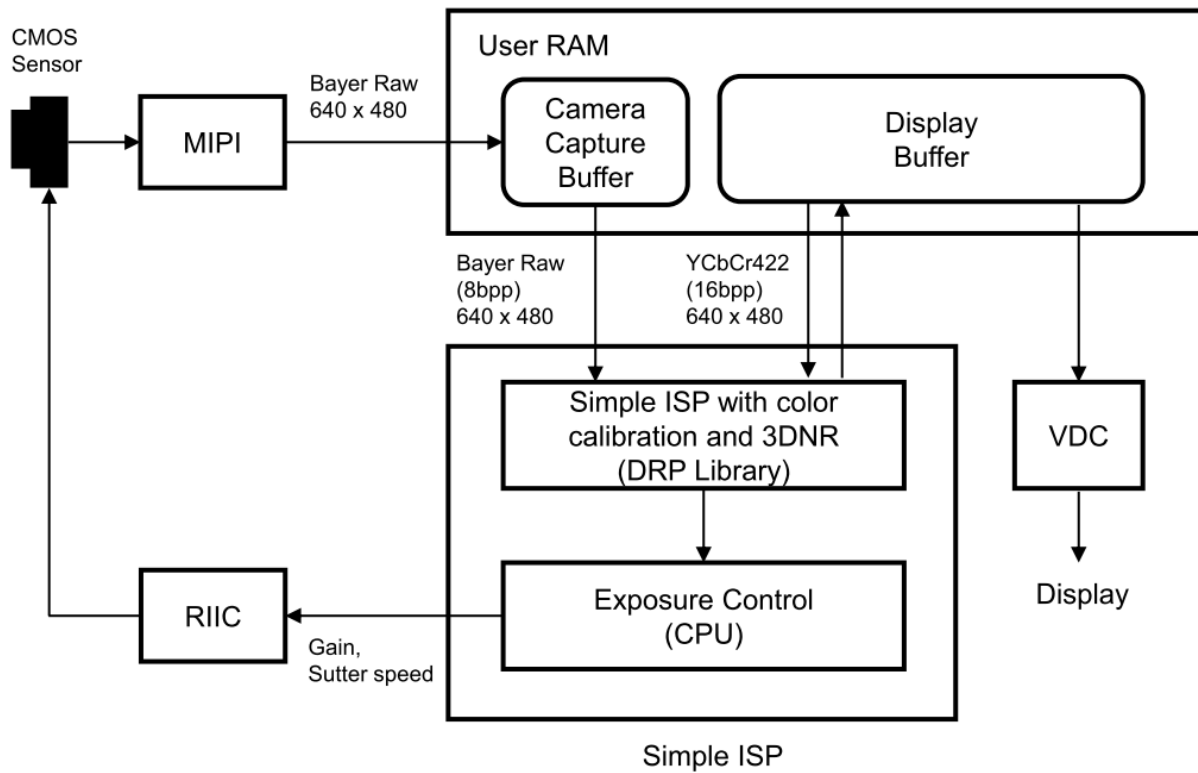 CMOS
Sensor
MIPI
Bayer Raw
640 x 480
User RAM
Camera
Capture
Buffer
Display
Buffer
Bayer Raw
(8bpp)
640 x 480
YCbCr422
(16bpp)
640 x 480
Simple ISP with color
calibration and 3DNR
(DRP Library)
VDC
Exposure Control
(CPU)
Display
RIIC
Gain,
Sutter speed
Simple ISP